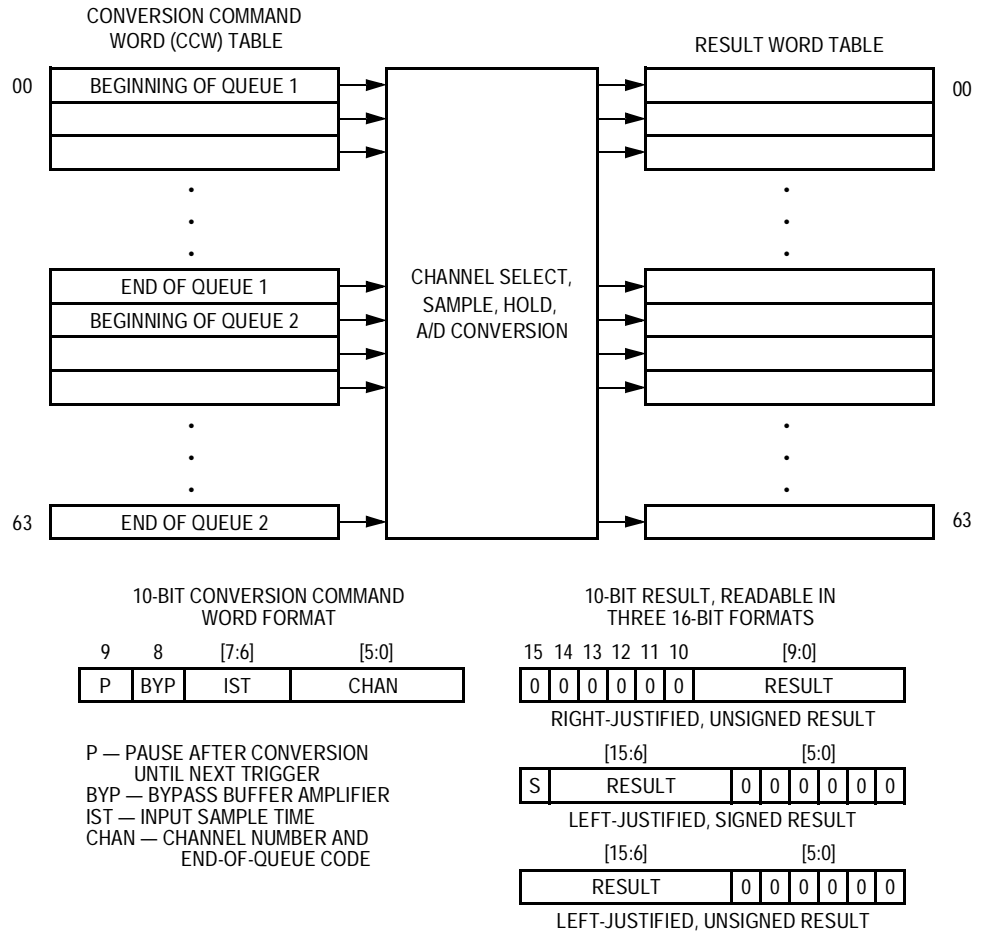 CONVERSION COMMAND
WORD (CCW) TABLE
RESULT WORD TABLE
00 BEGINNING OF QUEUE 1 00
END OF QUEUE 1
BEGINNING OF QUEUE 2
CHANNEL SELECT,
SAMPLE, HOLD,
A/D CONVERSION
63 END OF QUEUE 2 63
10-BIT CONVERSION COMMAND
WORD FORMAT
9 8 [7:6] [5:0]
P BYP IST CHAN
P — PAUSE AFTER CONVERSION
UNTIL NEXT TRIGGER
BYP — BYPASS BUFFER AMPLIFIER
IST — INPUT SAMPLE TIME
CHAN — CHANNEL NUMBER AND
END-OF-QUEUE CODE
10-BIT RESULT, READABLE IN
THREE 16-BIT FORMATS
15 14 13 12 11 10 [9:0]
0 0 0 0 0 0 RESULT
RIGHT-JUSTIFIED, UNSIGNED RESULT
[15:6] [5:0]
S RESULT 0 0 0 0 0 0
LEFT-JUSTIFIED, SIGNED RESULT
[15:6] [5:0]
RESULT 0 0 0 0 0 0
LEFT-JUSTIFIED, UNSIGNED RESULT